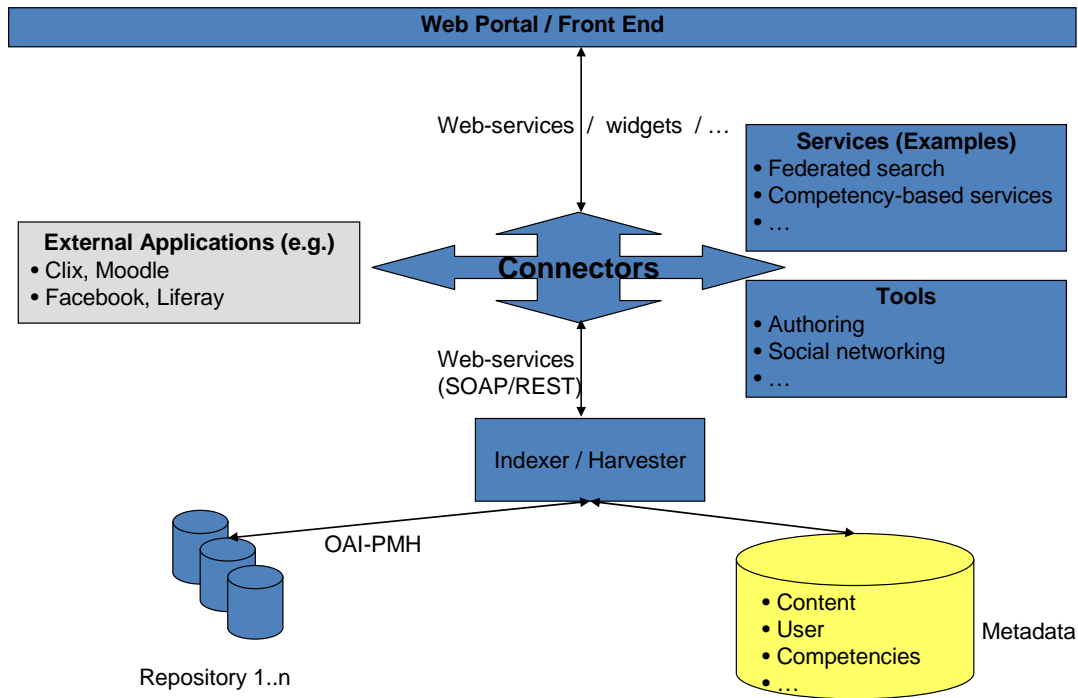 Web Portal / Front End
Web-services / widgets / …
Services (Examples)
• Federated search
• Competency-based services
• …
External Applications (e.g.)
• Clix, Moodle
• Facebook, Liferay
Connectors
Tools
• Authoring
• Social networking
• …
Web-services
(SOAP/REST)
Indexer / Harvester
OAI-PMH
• Content
• User
• Competencies
• …
Metadata
Repository 1..n